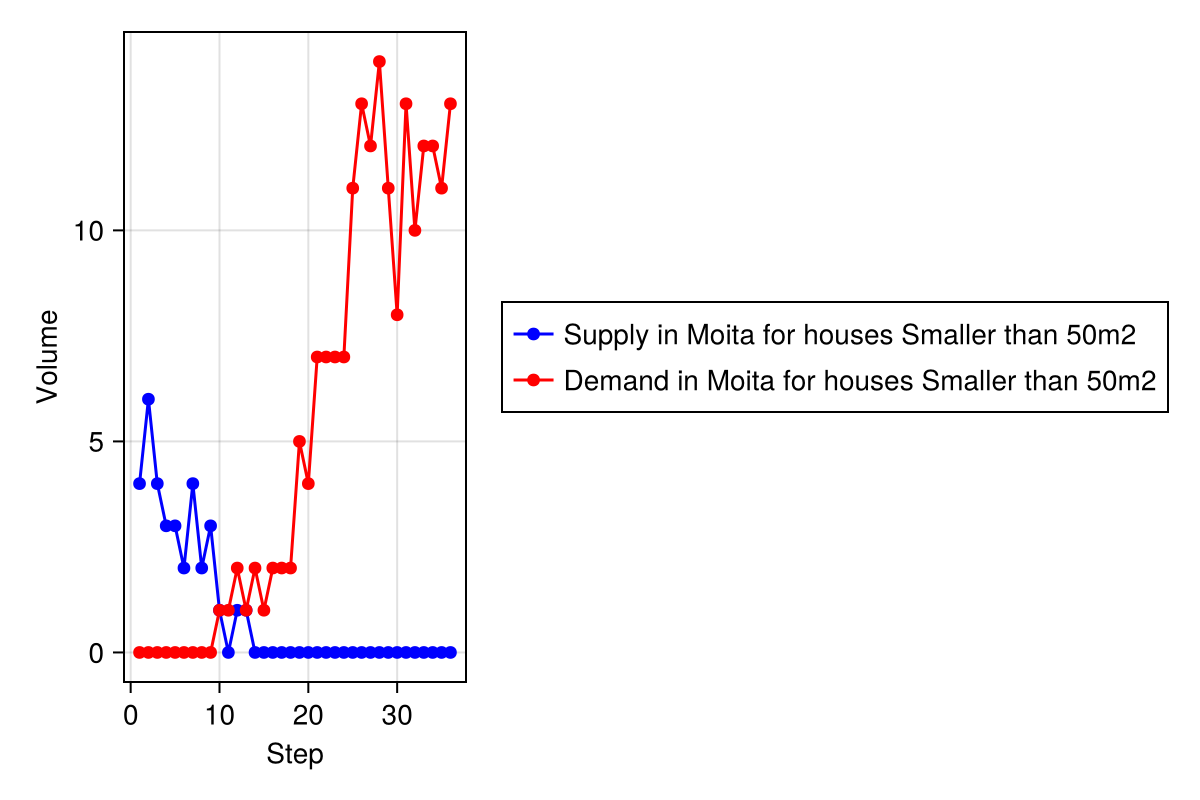 10
5
0
Volume
0 10 20 30
Step
Supply in Moita for houses Smaller than 50m2
Demand in Moita for houses Smaller than 50m2